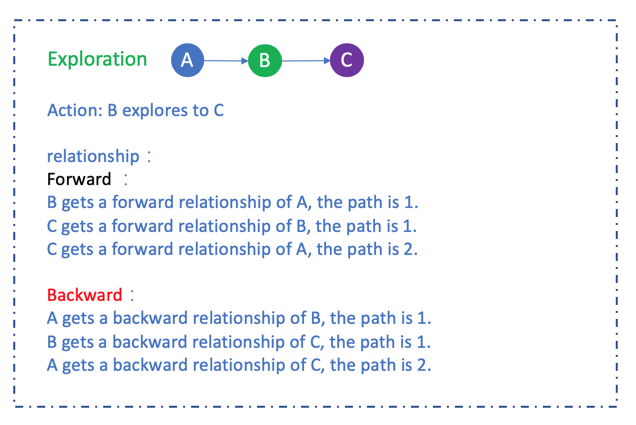 Exploration A B C
Action: B explores to C
relationship：
Forward ：
B gets a forward relationship of A, the path is 1.
C gets a forward relationship of B, the path is 1.
C gets a forward relationship of A, the path is 2.
Backward：
A gets a backward relationship of B, the path is 1.
B gets a backward relationship of C, the path is 1.
A gets a backward relationship of C, the path is 2.